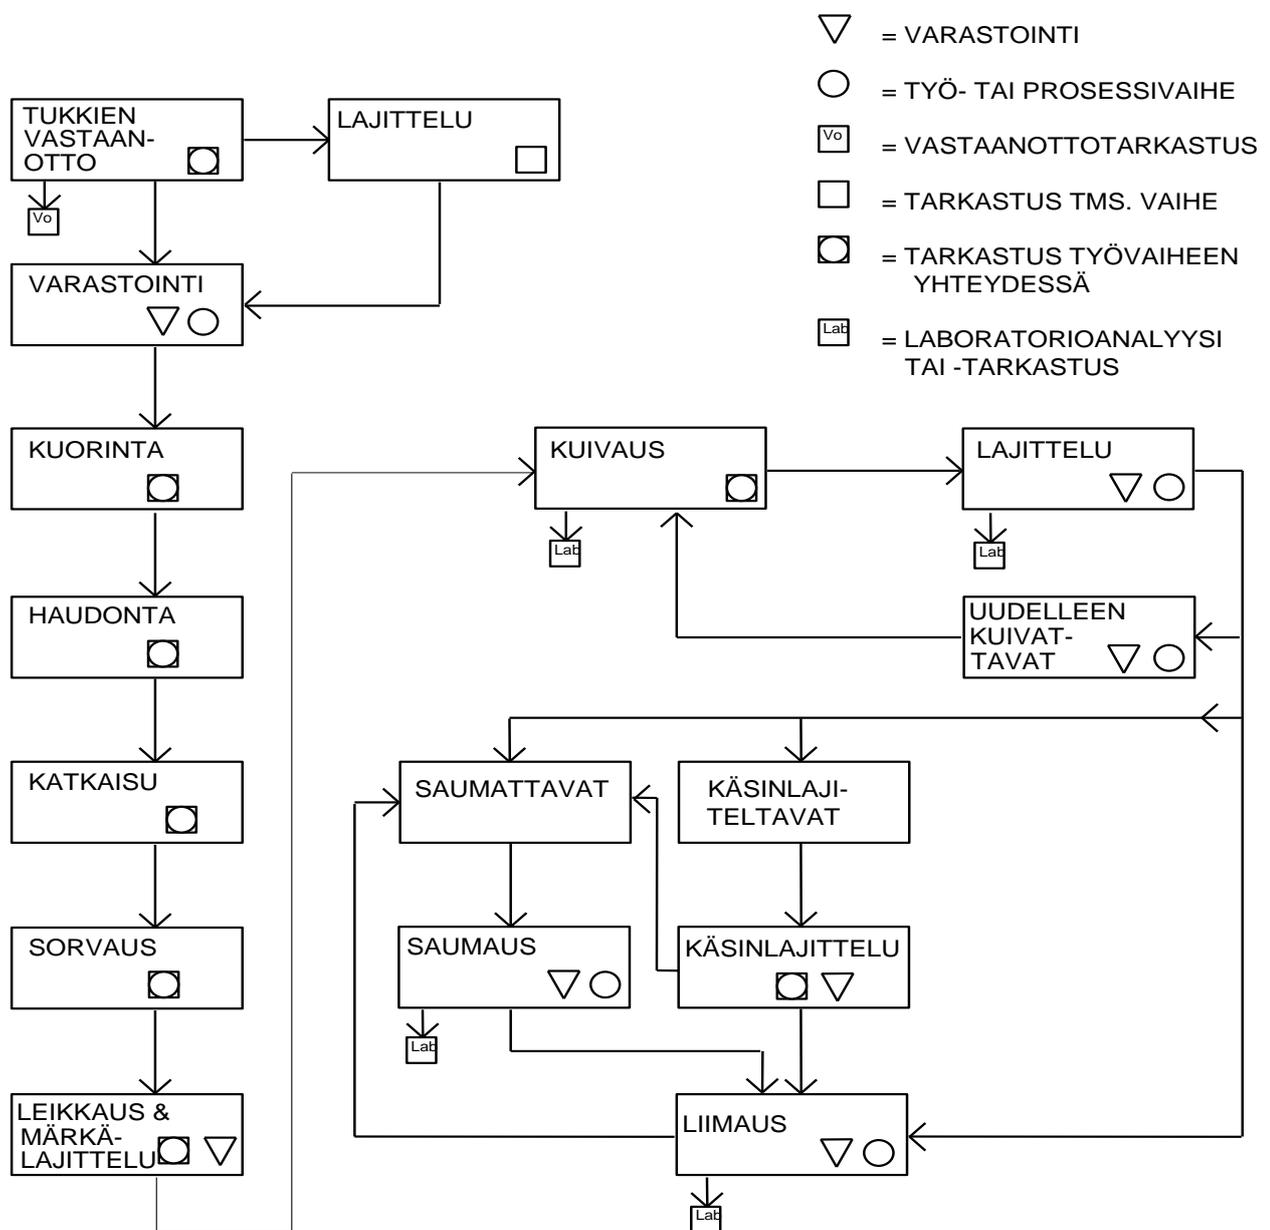 = VARASTOINTI
= TYÖ- TAI PROSESSIVAIHE
Vo
= VASTAANOTTOTARKASTUS
= TARKASTUS TMS. VAIHE
= TARKASTUS TYÖVAIHEEN
YHTEYDESSÄ
Lab
= LABORATORIOANALYYSI
TAI -TARKASTUS
TUKKIEN
VASTAAN-
OTTO
Vo
LAJITTELU
VARASTOINTI
KUORINTA
HAUDONTA
KATKAISU
SORVAUS
LEIKKAUS &
MÄRKÄ-
LAJITTELU
KUIVAUS
Lab
LAJITTELU
Lab
UUDELLEEN
KUIVAT-
TAVAT
SAUMATTAVAT
KÄSINLAJI-
TELTAVAT
SAUMAUS
Lab
KÄSINLAJITTELU
LIIMAUS
Lab